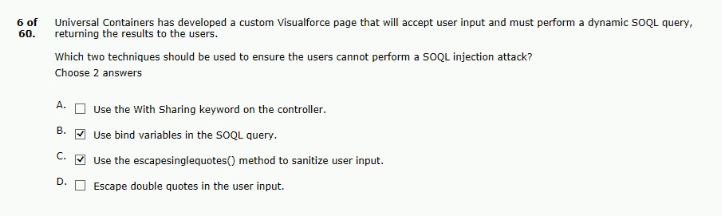 6 of Universal Containers has developed a custom Visualforce page that will accept user input and must perform a dynamic SOQL query,
60. returning the results to the users.
Which two techniques should be used to ensure the users cannot perform a SOQL injection attack?
Choose 2 answers
A. Use the With Sharing keyword on the controller.
B. Use bind variables in the SOQL query.
C. Use the escapesinglequotes() method to sanitize user input.
D. Escape double quotes in the user input.